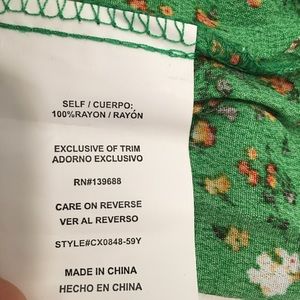 SELF / CUERPO:
100%RAYON / RAYÓN
EXCLUSIVE OF TRIM
ADORNO EXCLUSIVO
RN#139688
CARE ON REVERSE
VER AL REVERSO
STYLE#CX0848-59Y
MADE IN CHINA
HECHO EN CHINA